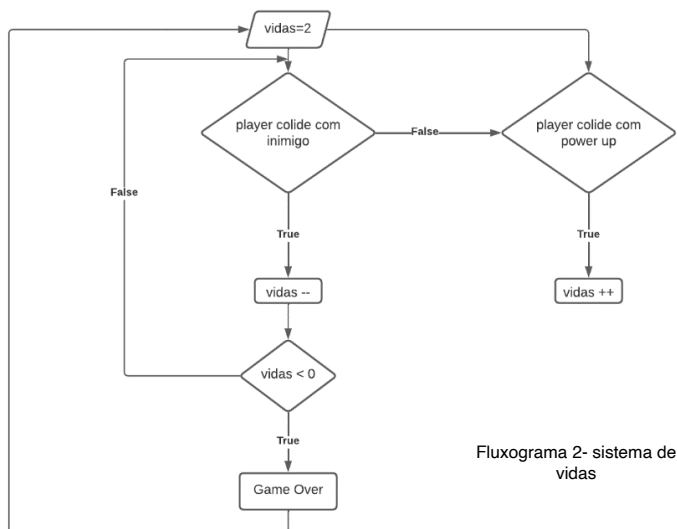 vidas=2
player colide com
inimigo
False
player colide com
power up
False
True
True
vidas --
vidas ++
vidas < 0
True
Fluxograma 2- sistema de
vidas
Game Over